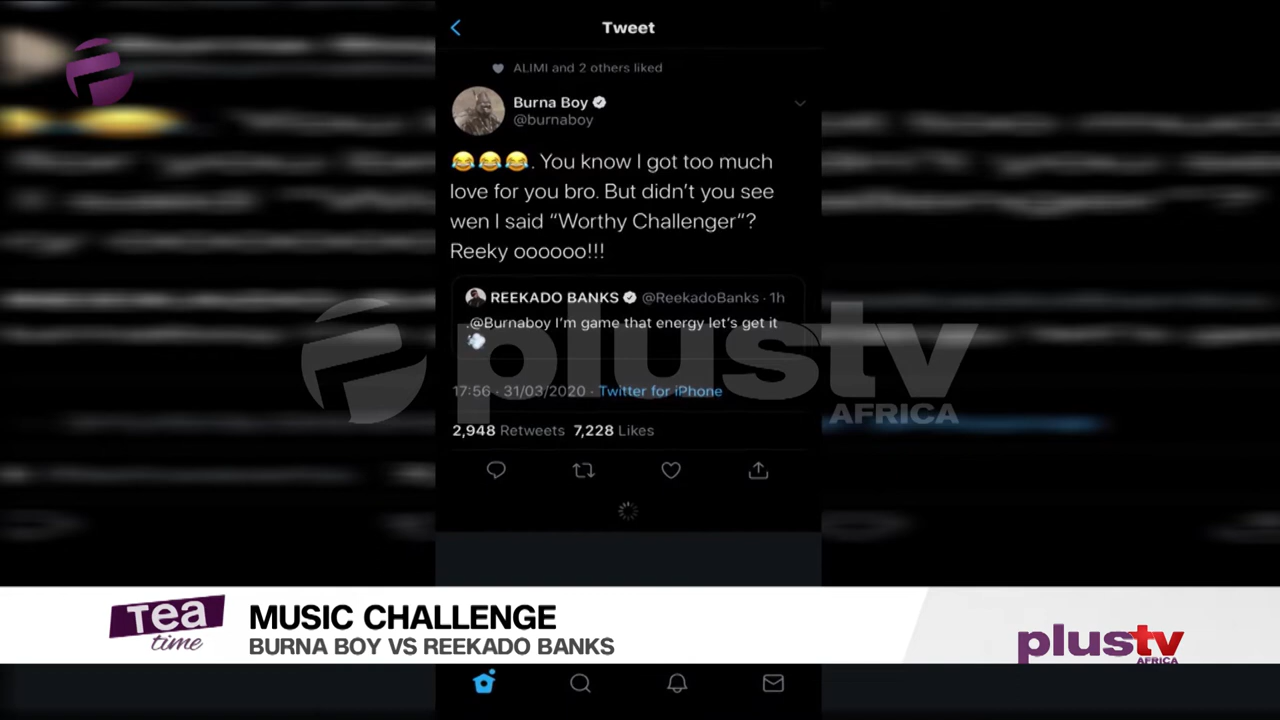 Tweet
ALIMI and 2 others liked
Burna Boy
@burnaboy
😂😂😂. You know I got too much
love for you bro. But didn't you see
wen I said “Worthy Challenger“?
Reeky oooooo!!!
REEKADO BANKS @ReekadoBanks · 1h
.@Burnaboy I'm game that energy let's get it
💨
17:56 · 31/03/2020 · Twitter for iPhone
2,948 Retweets 7,228 Likes
plustv
AFRICA
Tea
time
MUSIC CHALLENGE
BURNA BOY VS REEKADO BANKS
plustv
AFRICA